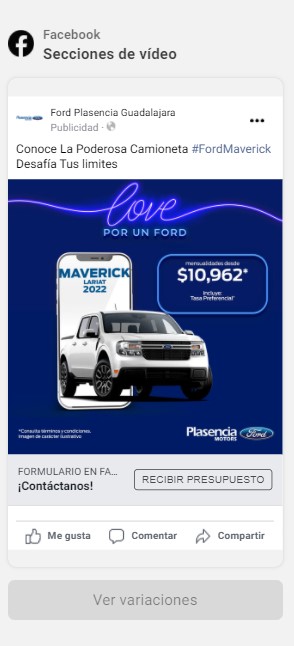 Facebook
Secciones de vídeo
Ford Plasencia Guadalajara
Publicidad ·
Conoce La Poderosa Camioneta #FordMaverick
Desafía Tus limites
love
POR UN FORD
MAVERICK
LARIAT
2022
mensualidades desde
$10,962*
Incluye:
Tasa Preferencial*
*Consulta términos y condiciones.
Imagen de carácter ilustrativo
Plasencia
MOTORS
Ford
FORMULARIO EN FA...
¡Contáctanos!
RECIBIR PRESUPUESTO
Me gusta
Comentar
Compartir
Ver variaciones